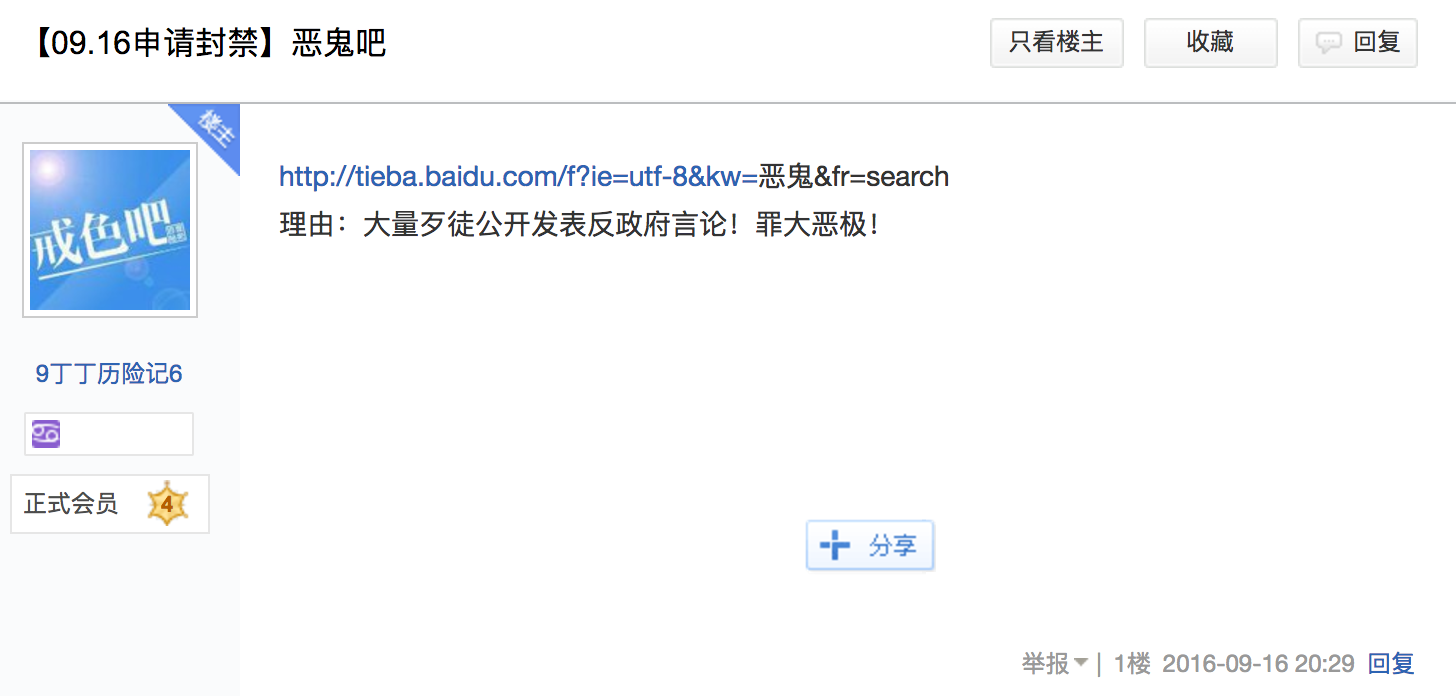 【09.16申请封禁】恶鬼吧
只看楼主
收藏
回复
楼主
戒色吧
http://tieba.baidu.com/f?ie=utf-8&kw=恶鬼&fr=search
理由：大量歹徒公开发表反政府言论！罪大恶极！
9丁丁历险记6
正式会员 4
分享
举报 | 1楼 2016-09-16 20:29 回复